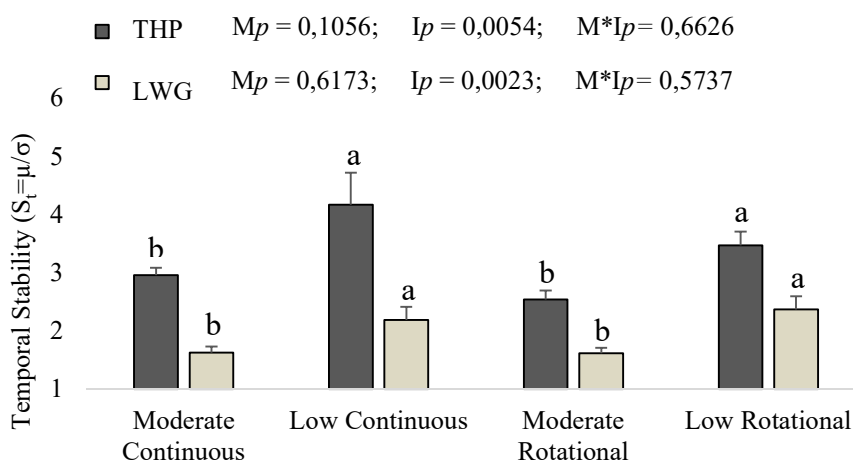 THP Mp = 0,1056; Ip = 0,0054; M*Ip = 0,6626
LWG Mp = 0,6173; Ip = 0,0023; M*Ip= 0,5737
Temporal Stability (St=μ/σ)
6
5
4
3
2
1
b
b
a
a
b
b
a
a
Moderate
Continuous
Low Continuous
Moderate
Rotational
Low Rotational